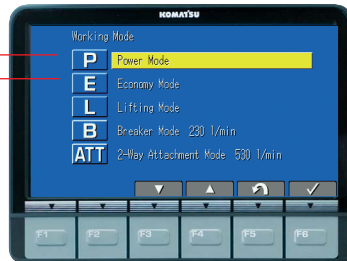 KOMATSU
Working Mode
P Power Mode
E Economy Mode
L Lifting Mode
B Breaker Mode 230 l/min
ATT 2-Way Attachment Mode 530 l/min
F1 F2 F3 F4 F5 F6